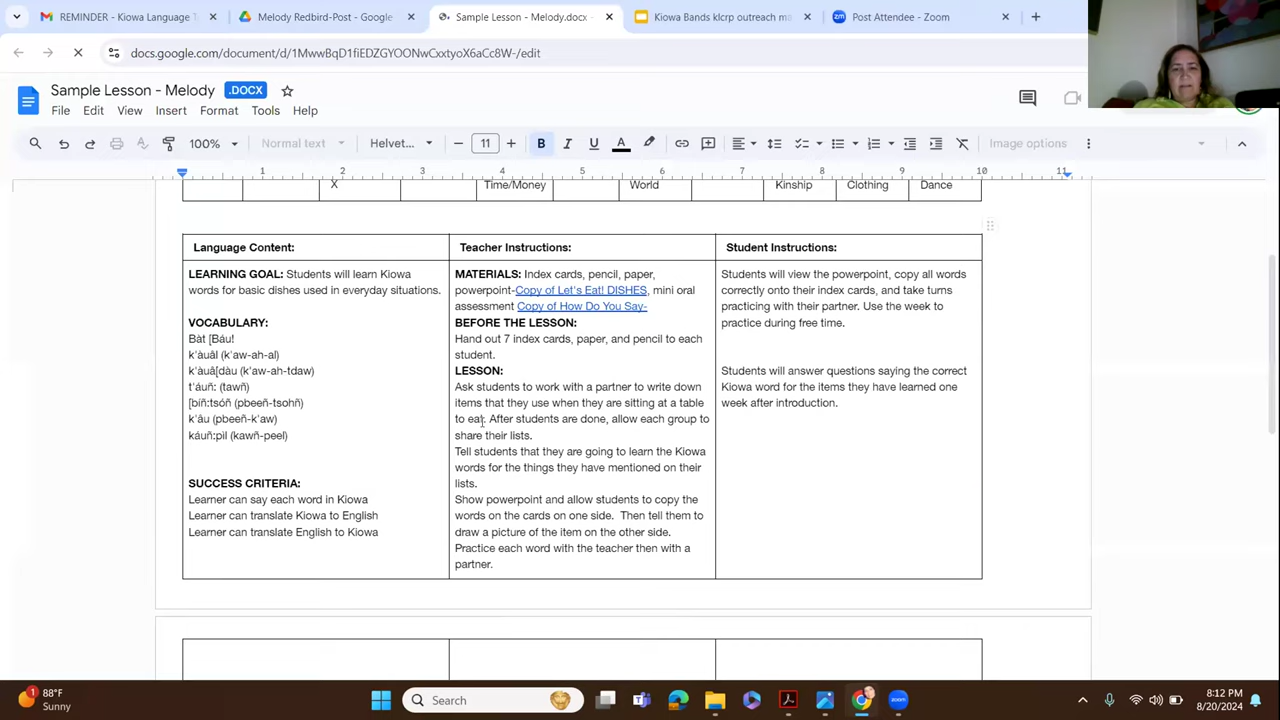 REMINDER - Kiowa Language T
Melody Redbird-Post - Google
Sample Lesson - Melody.docx -
Kiowa Bands klcrp outreach m
Post Attendee - Zoom
docs.google.com/document/d/1MwwBqD1fiEDZGYOONwCxxtyoX6aCc8W-/edit
Sample Lesson - Melody .DOCX
File Edit View Insert Format Tools Help
100% Normal text Helvet... 11 B I U A Image options
1 2 3 4 5 6 7 8 9 10 11
X Time/Money World Kinship Clothing Dance
Language Content: Teacher Instructions: Student Instructions:
LEARNING GOAL: Students will learn Kiowa
words for basic dishes used in everyday situations.
VOCABULARY:
Bàt [Báu!
k'àuâl (k'aw-ah-al)
k'àuâ[dàu (k'aw-ah-tdaw)
t'áuñ: (tawñ)
[bíñ:tsóñ (pbeeñ-tsohñ)
k'âu (pbeeñ-k'aw)
káuñ:pil (kawñ-peel)
SUCCESS CRITERIA:
Learner can say each word in Kiowa
Learner can translate Kiowa to English
Learner can translate English to Kiowa
MATERIALS: Index cards, pencil, paper,
powerpoint-Copy of Let's Eat! DISHES, mini oral
assessment Copy of How Do You Say-
BEFORE THE LESSON:
Hand out 7 index cards, paper, and pencil to each
student.
LESSON:
Ask students to work with a partner to write down
items that they use when they are sitting at a table
to eat. After students are done, allow each group to
share their lists.
Tell students that they are going to learn the Kiowa
words for the things they have mentioned on their
lists.
Show powerpoint and allow students to copy the
words on the cards on one side. Then tell them to
draw a picture of the item on the other side.
Practice each word with the teacher then with a
partner.
Students will view the powerpoint, copy all words
correctly onto their index cards, and take turns
practicing with their partner. Use the week to
practice during free time.
Students will answer questions saying the correct
Kiowa word for the items they have learned one
week after introduction.
1
88°F
Sunny
Search
zoom
8:12 PM
8/20/2024